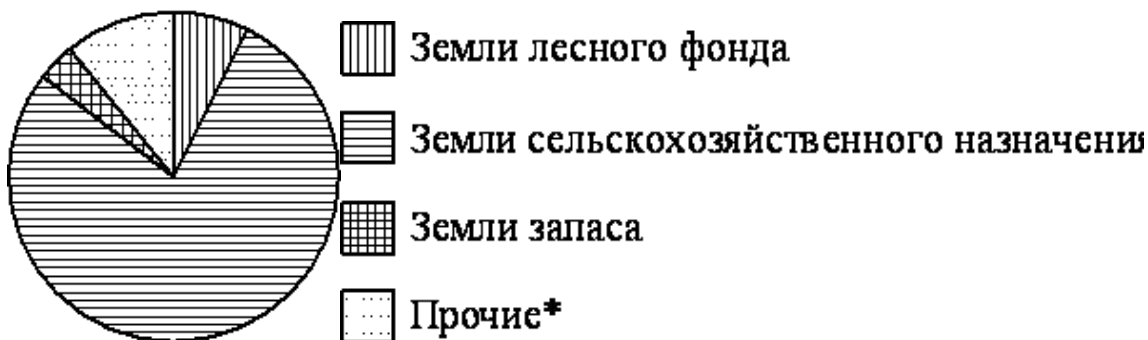 Земли лесного фонда
Земли сельскохозяйственного назначения
Земли запаса
Прочие*